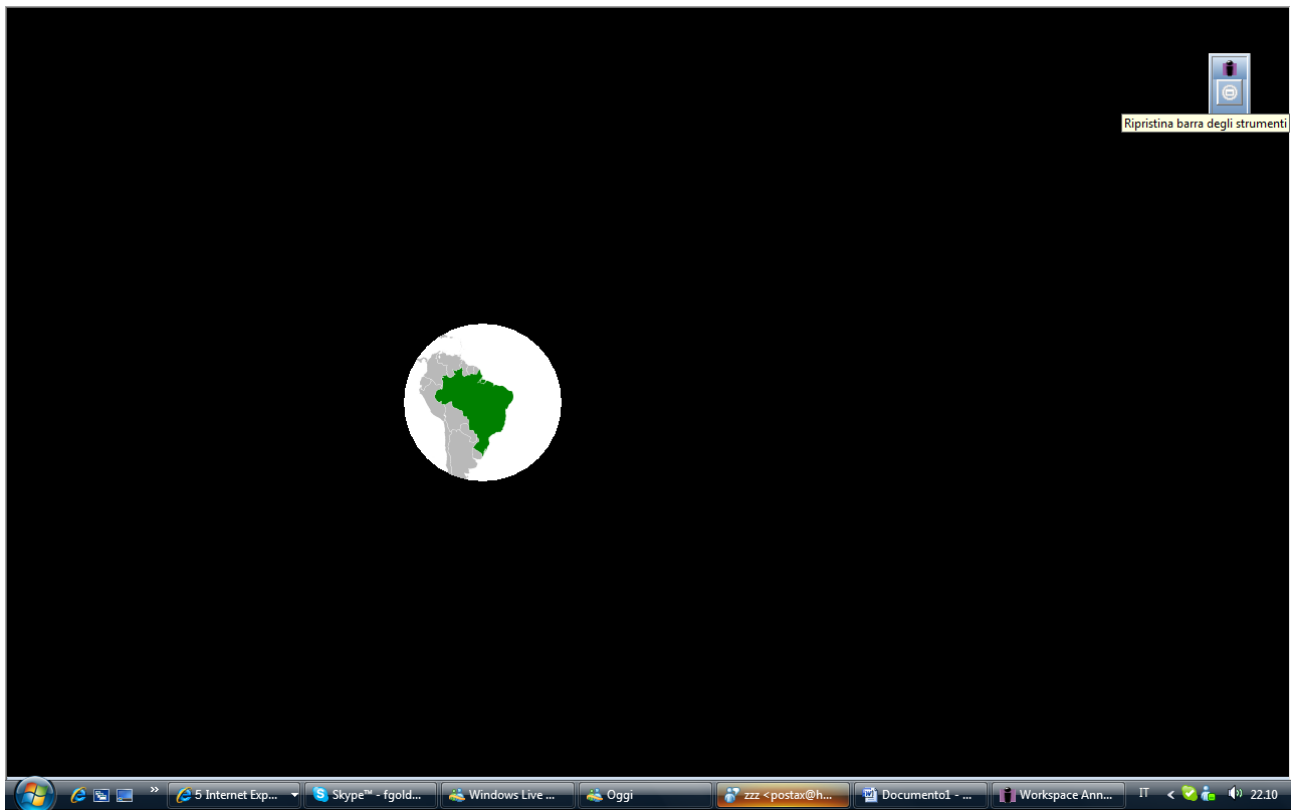 Ripristina barra degli strumenti
» 5 Internet Exp... Skype™ - fgold... Windows Live ... Oggi zzz <postax@h... Documento1 - ... Workspace Ann... IT < 22.10